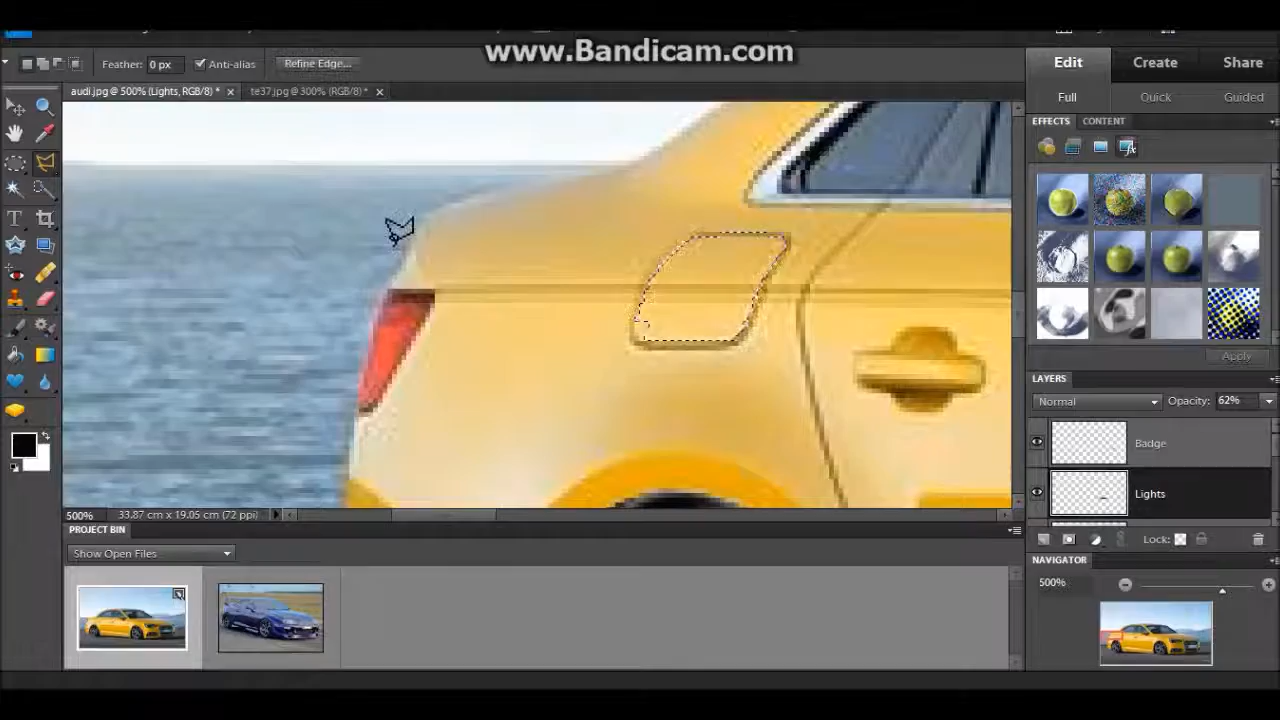 www.Bandicam.com
Feather: 0 px Anti-alias Refine Edge...
Edit Create Share
audi.jpg @ 500% (Lights, RGB/8) * x te37.jpg @ 300% (RGB/8) * x
Full Quick Guided
EFFECTS CONTENT
Apply
LAYERS
Normal Opacity: 62%
Badge
Lights
500% 33.87 cm x 19.05 cm (72 ppi)
PROJECT BIN
Lock:
Show Open Files
NAVIGATOR
500%